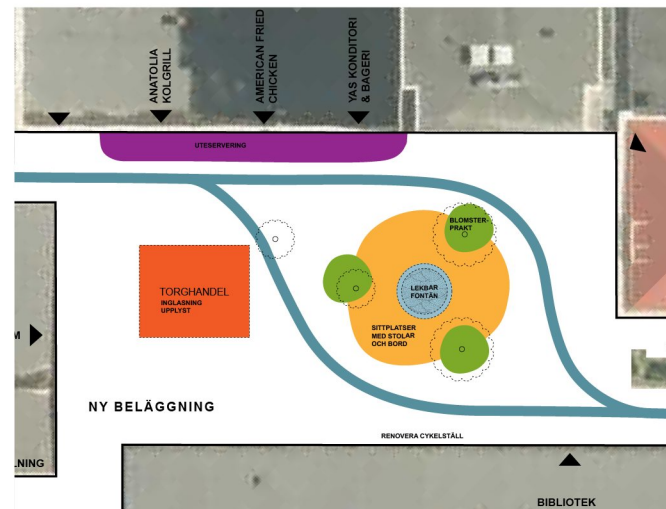 ANATOLIA
KOLGRILL
AMERICAN FRIED
CHICKEN
YAS KONDITORI
& BAGERI
UTESERVERING
BLOMSTER-
PRAKT
TORGHANDEL
INGLASNING
UPPLYST
LEKBAR
FONTÄN
SITTPLATSER
MED STOLAR
OCH BORD
M
NY BELÄGGNING
RENOVERA CYKELSTÄLL
LNING
BIBLIOTEK